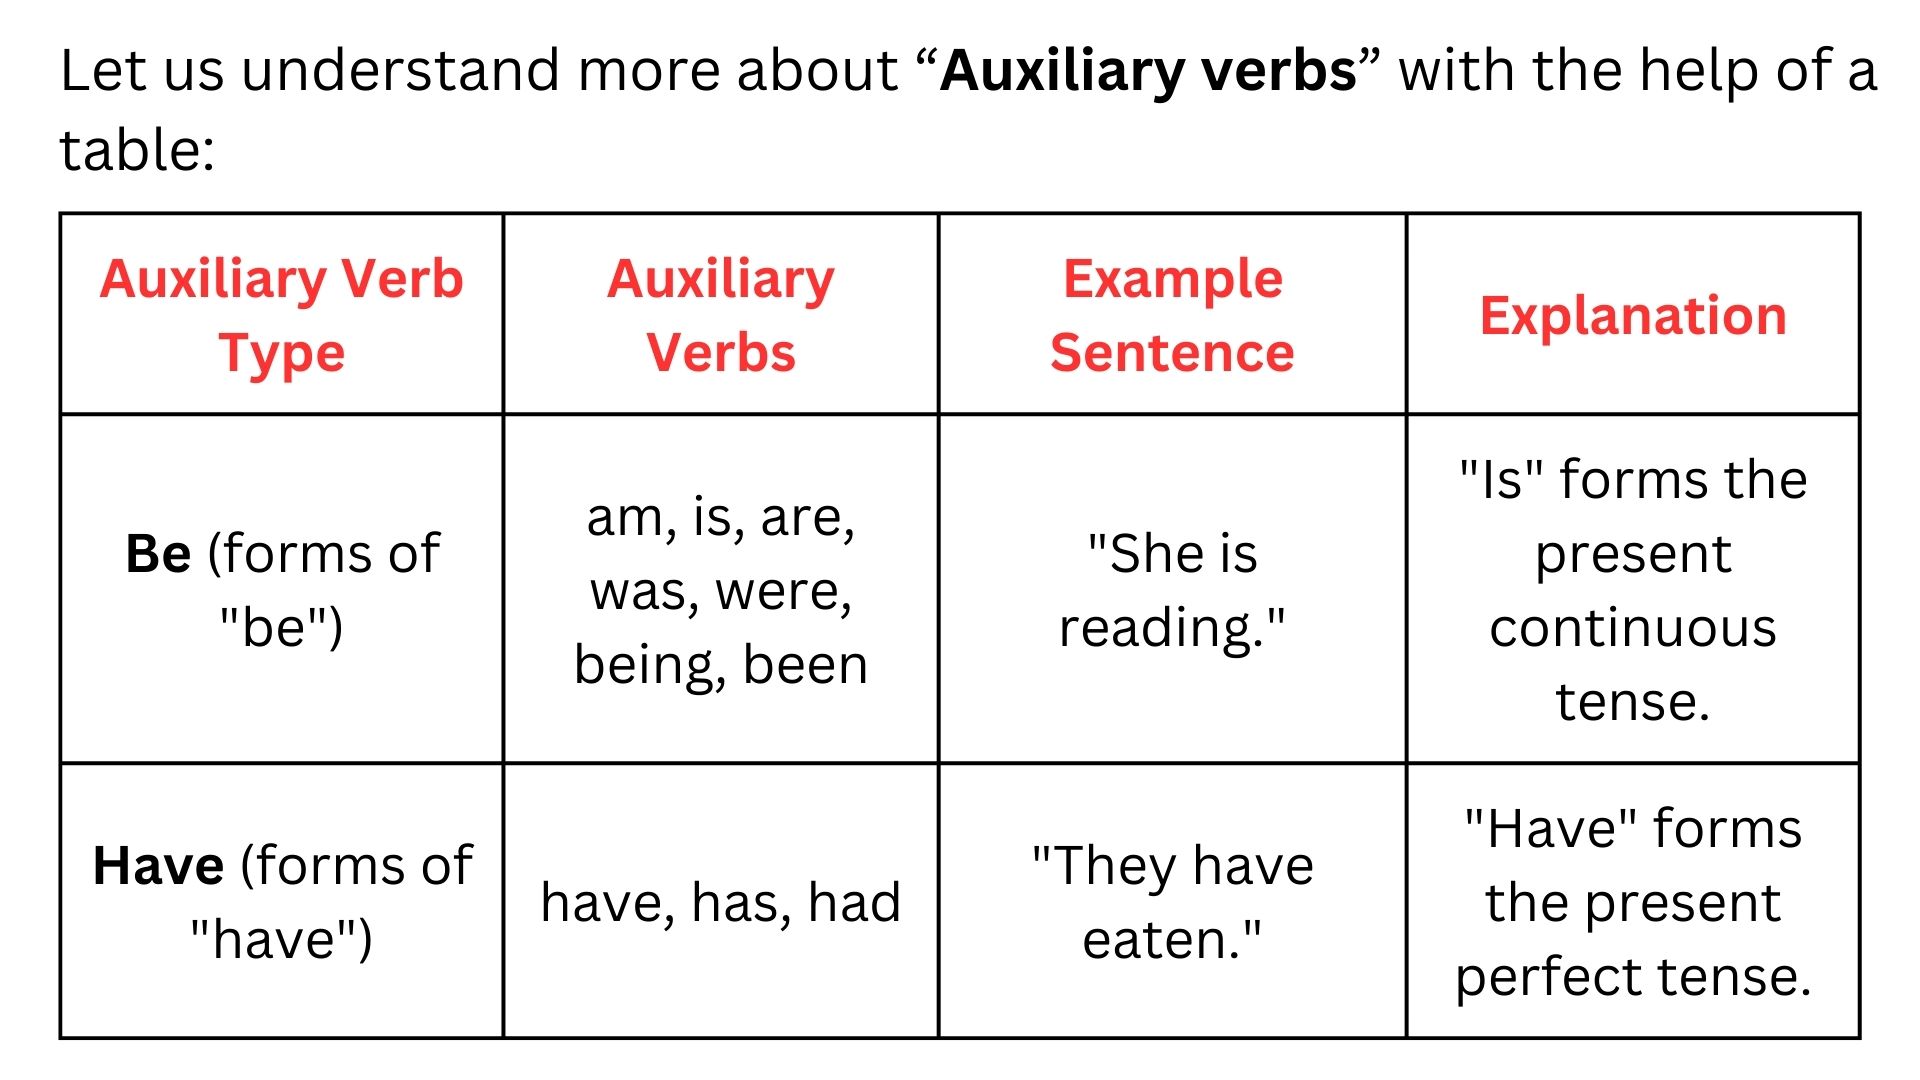 Let us understand more about “Auxiliary verbs” with the help of a
table:
Auxiliary Verb
Type
Auxiliary
Verbs
Example
Sentence
Explanation
Be (forms of
"be")
am, is, are,
was, were,
being, been
"She is
reading."
"Is" forms the
present
continuous
tense.
Have (forms of
"have")
have, has, had
"They have
eaten."
"Have" forms
the present
perfect tense.